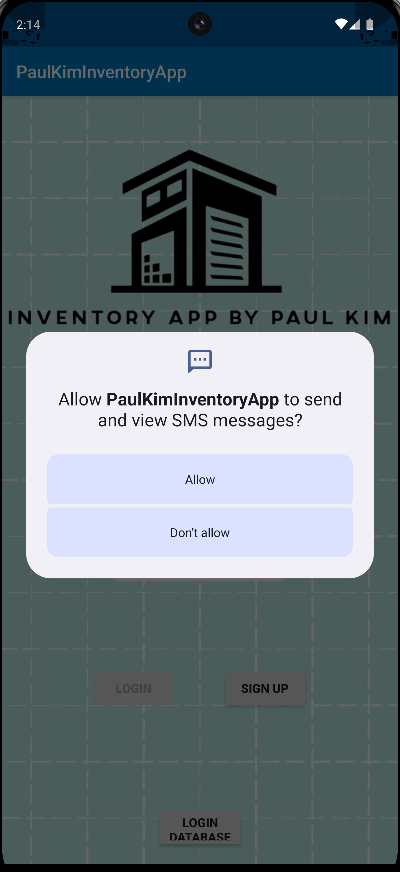 2:14
PaulKimInventoryApp
INVENTORY APP BY PAUL KIM
Allow PaulKimInventoryApp to send
and view SMS messages?
Allow
Don't allow
LOGIN
SIGN UP
LOGIN
DATABASE